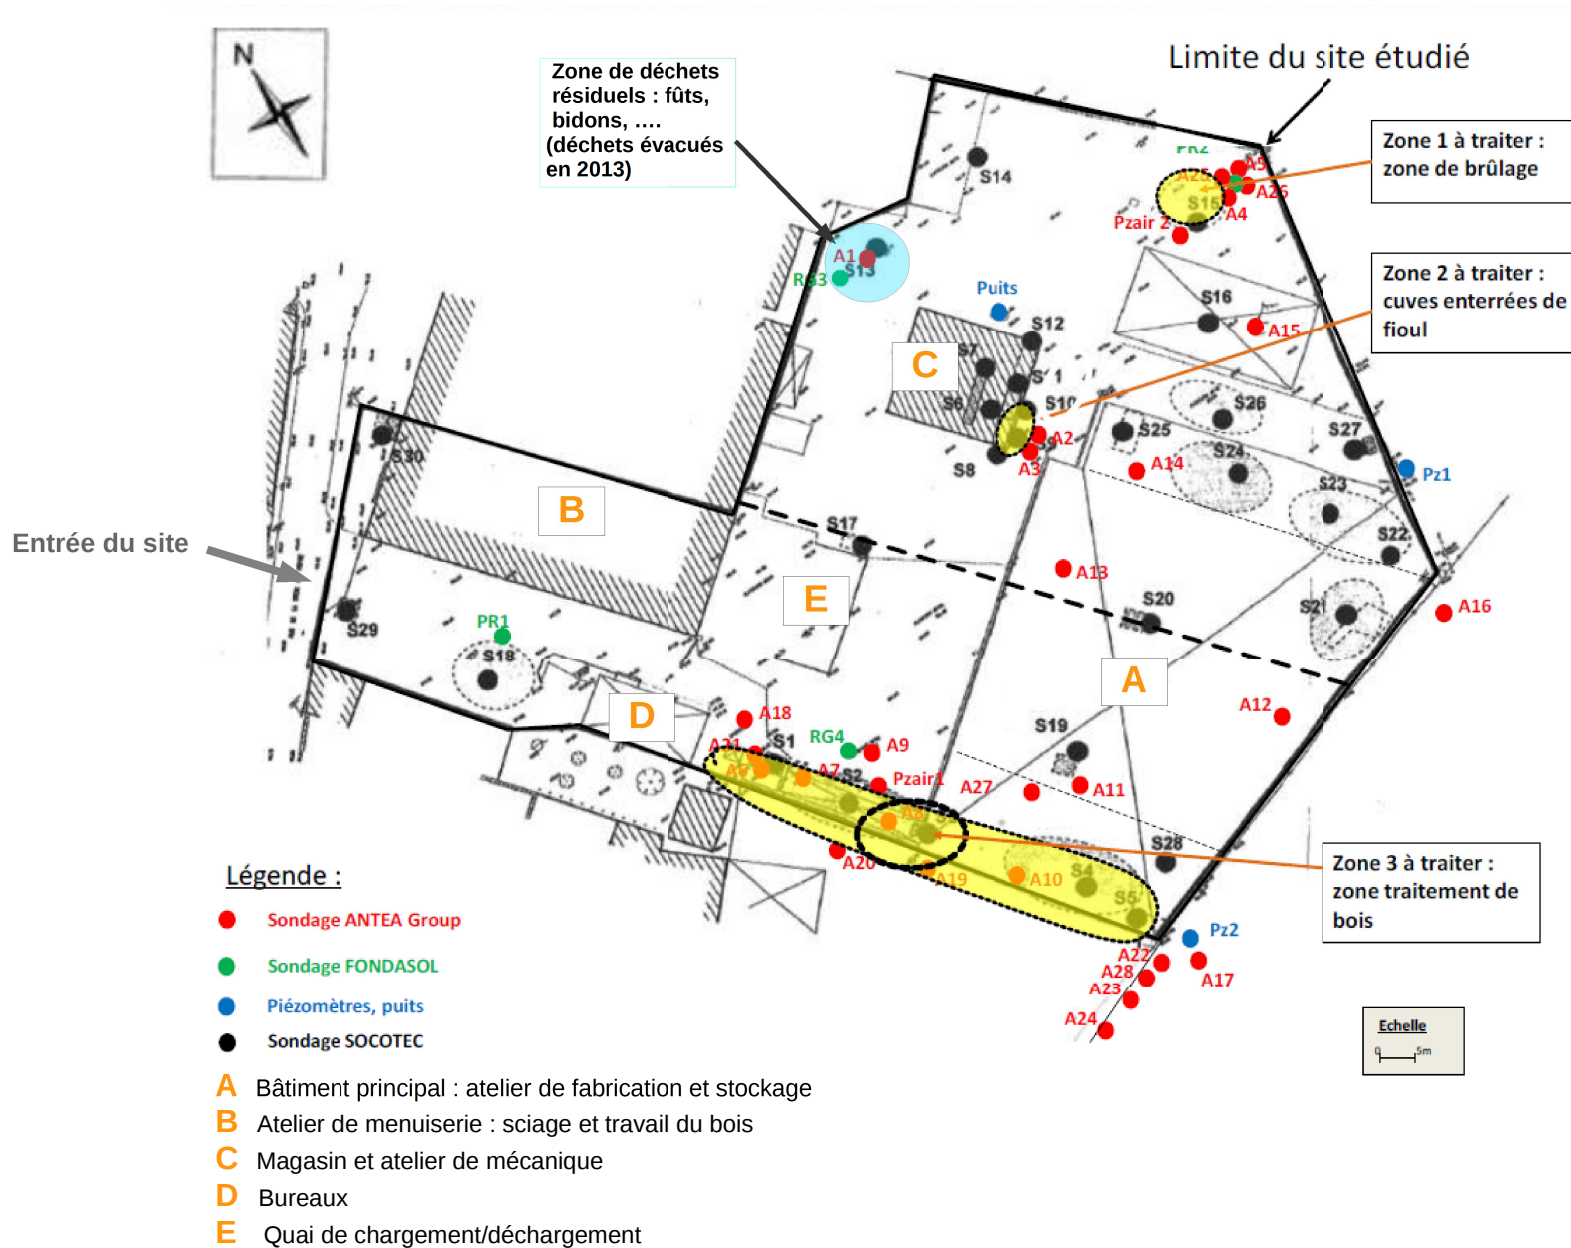 N
Zone de déchets
résiduels : fûts,
bidons, ….
(déchets évacués
en 2013)
Limite du site étudié
Zone 1 à traiter :
zone de brûlage
Zone 2 à traiter :
cuves enterrées de
fioul
S14
PR2
A5
A25
A26
S15
A4
Pzair 2
A1
S13
RG3
Puits
S16
A15
S12
S7
C
S6
S10
A2
S8
A3
S26
S25
S27
A14
S24
Pz1
S23
S22
S30
B
Entrée du site
S17
A13
E
S20
S21
A16
S29
PR1
S18
A
D
A12
A18
S19
A21
S1
RG4
A9
A6
A7
S2
Pzair1
A27
A11
A8
A20
A19
A10
S4
S28
S5
Zone 3 à traiter :
zone traitement de
bois
Pz2
A22
A28
A17
A23
A24
Légende :
Sondage ANTEA Group
Sondage FONDASOL
Piézomètres, puits
Sondage SOCOTEC
Echelle
0 5m
A Bâtiment principal : atelier de fabrication et stockage
B Atelier de menuiserie : sciage et travail du bois
C Magasin et atelier de mécanique
D Bureaux
E Quai de chargement/déchargement